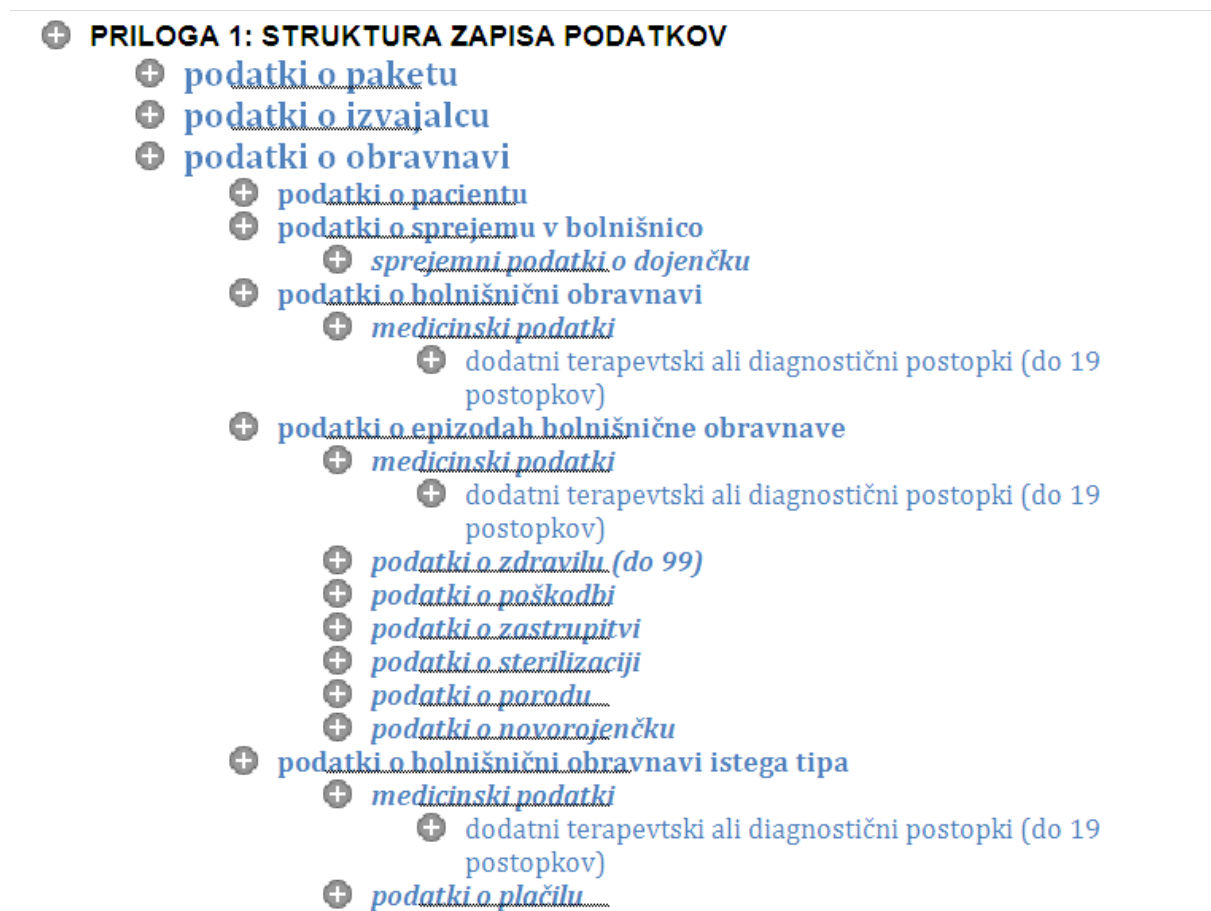 PRILOGA 1: STRUKTURA ZAPISA PODATKOV
podatki o paketu
podatki o izvajalcu
podatki o obravnavi
podatki o pacientu
podatki o sprejemu v bolnišnico
sprejemni podatki o dojenčku
podatki o bolnišnični obravnavi
medicinski podatki
dodatni terapevtski ali diagnostični postopki (do 19
postopkov)
podatki o epizodah bolnišnične obravnave
medicinski podatki
dodatni terapevtski ali diagnostični postopki (do 19
postopkov)
podatki o zdravilu (do 99)
podatki o poškodbi
podatki o zastrupitvi
podatki o sterilizaciji
podatki o porodu
podatki o novorojenčku
podatki o bolnišnični obravnavi istega tipa
medicinski podatki
dodatni terapevtski ali diagnostični postopki (do 19
postopkov)
podatki o plačilu